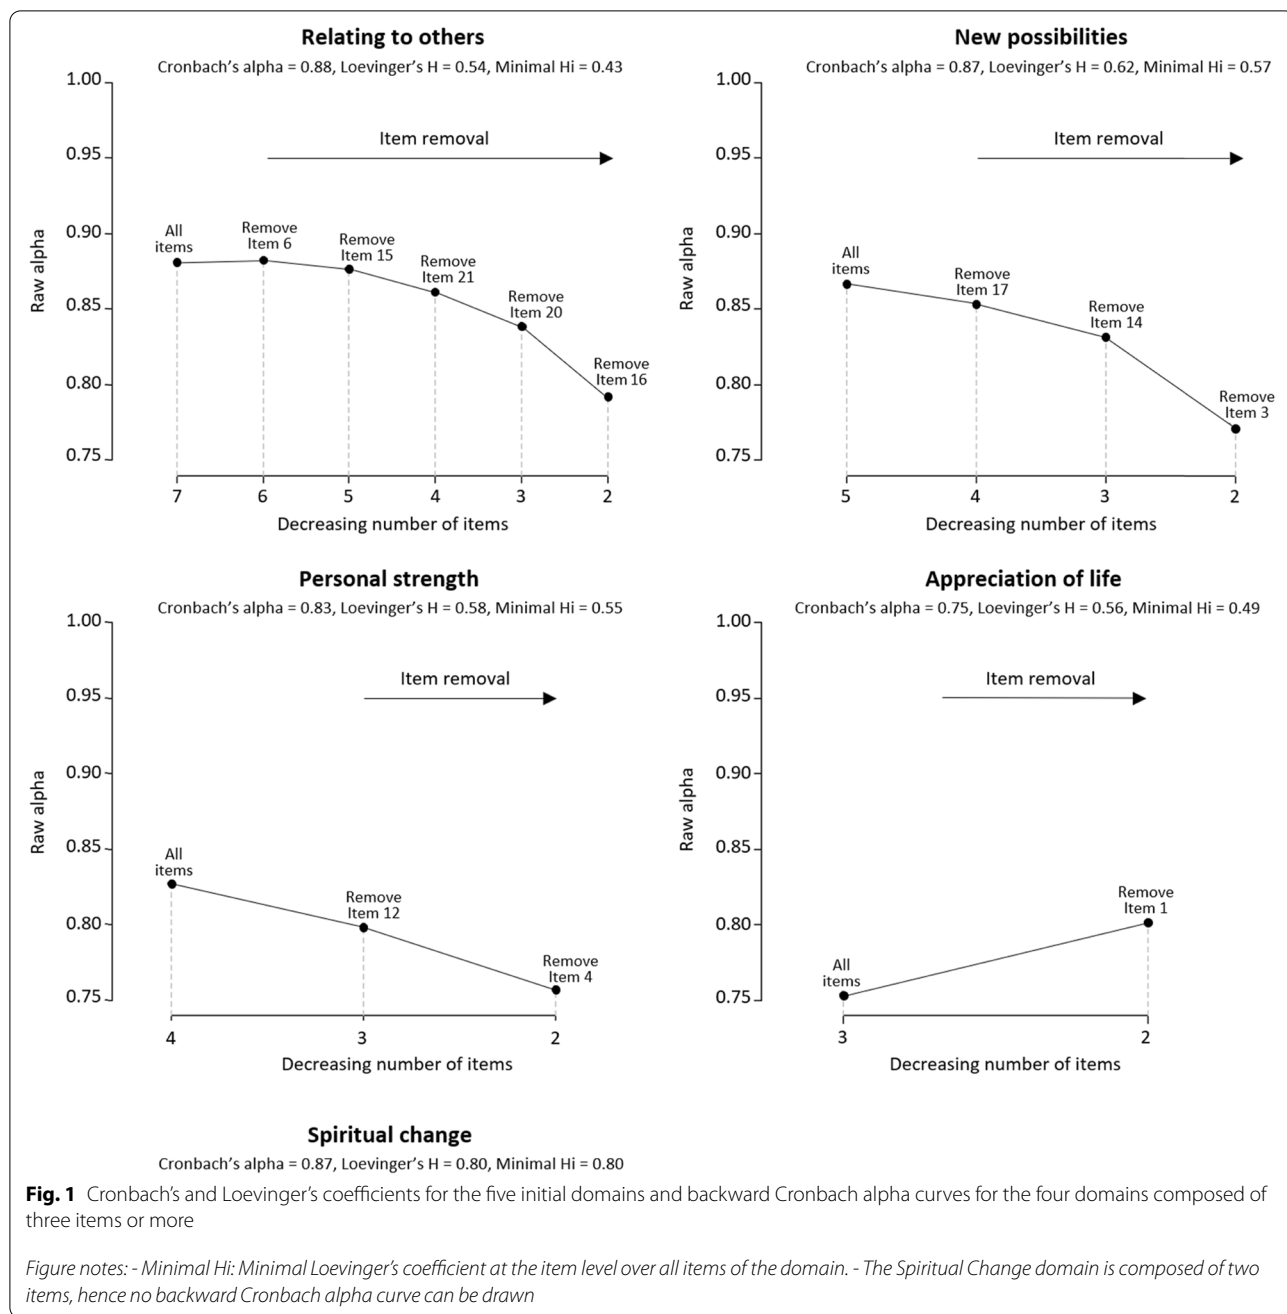 Relating to others
Cronbach's alpha = 0.88, Loevinger's H = 0.54, Minimal Hi = 0.43
1.00
0.95
0.90
0.85
0.80
0.75
Raw alpha
Item removal
All
items
Remove
Item 6
Remove
Item 15
Remove
Item 21
Remove
Item 20
Remove
Item 16
7 6 5 4 3 2
Decreasing number of items
New possibilities
Cronbach's alpha = 0.87, Loevinger's H = 0.62, Minimal Hi = 0.57
1.00
0.95
0.90
0.85
0.80
0.75
Raw alpha
Item removal
All
items
Remove
Item 17
Remove
Item 14
Remove
Item 3
5 4 3 2
Decreasing number of items
Personal strength
Cronbach's alpha = 0.83, Loevinger's H = 0.58, Minimal Hi = 0.55
1.00
0.95
0.90
0.85
0.80
0.75
Raw alpha
Item removal
All
items
Remove
Item 12
Remove
Item 4
4 3 2
Decreasing number of items
Appreciation of life
Cronbach's alpha = 0.75, Loevinger's H = 0.56, Minimal Hi = 0.49
1.00
0.95
0.90
0.85
0.80
0.75
Raw alpha
Item removal
All
items
Remove
Item 1
3 2
Decreasing number of items
Spiritual change
Cronbach's alpha = 0.87, Loevinger's H = 0.80, Minimal Hi = 0.80
Fig. 1 Cronbach's and Loevinger's coefficients for the five initial domains and backward Cronbach alpha curves for the four domains composed of
three items or more
Figure notes: - Minimal Hi: Minimal Loevinger's coefficient at the item level over all items of the domain. - The Spiritual Change domain is composed of two
items, hence no backward Cronbach alpha curve can be drawn